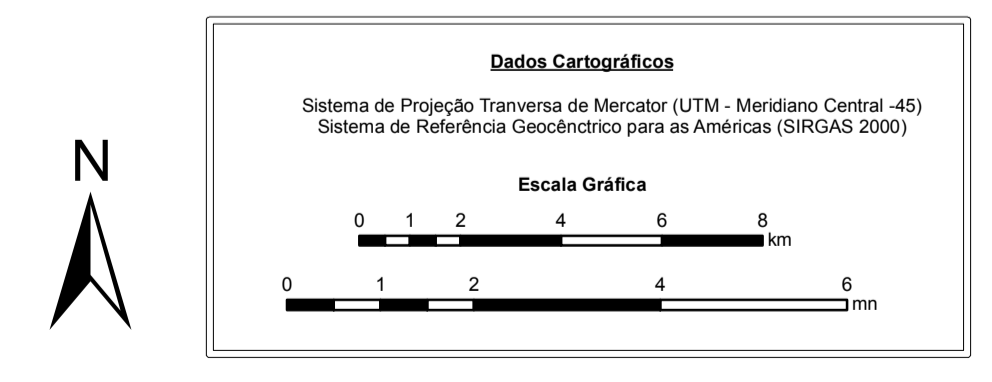 N
Dados Cartográficos
Sistema de Projeção Tranversa de Mercator (UTM - Meridiano Central -45)
Sistema de Referência Geocênctrico para as Américas (SIRGAS 2000)
Escala Gráfica
0 1 2 4 6 8
km
0 1 2 4 6
mn